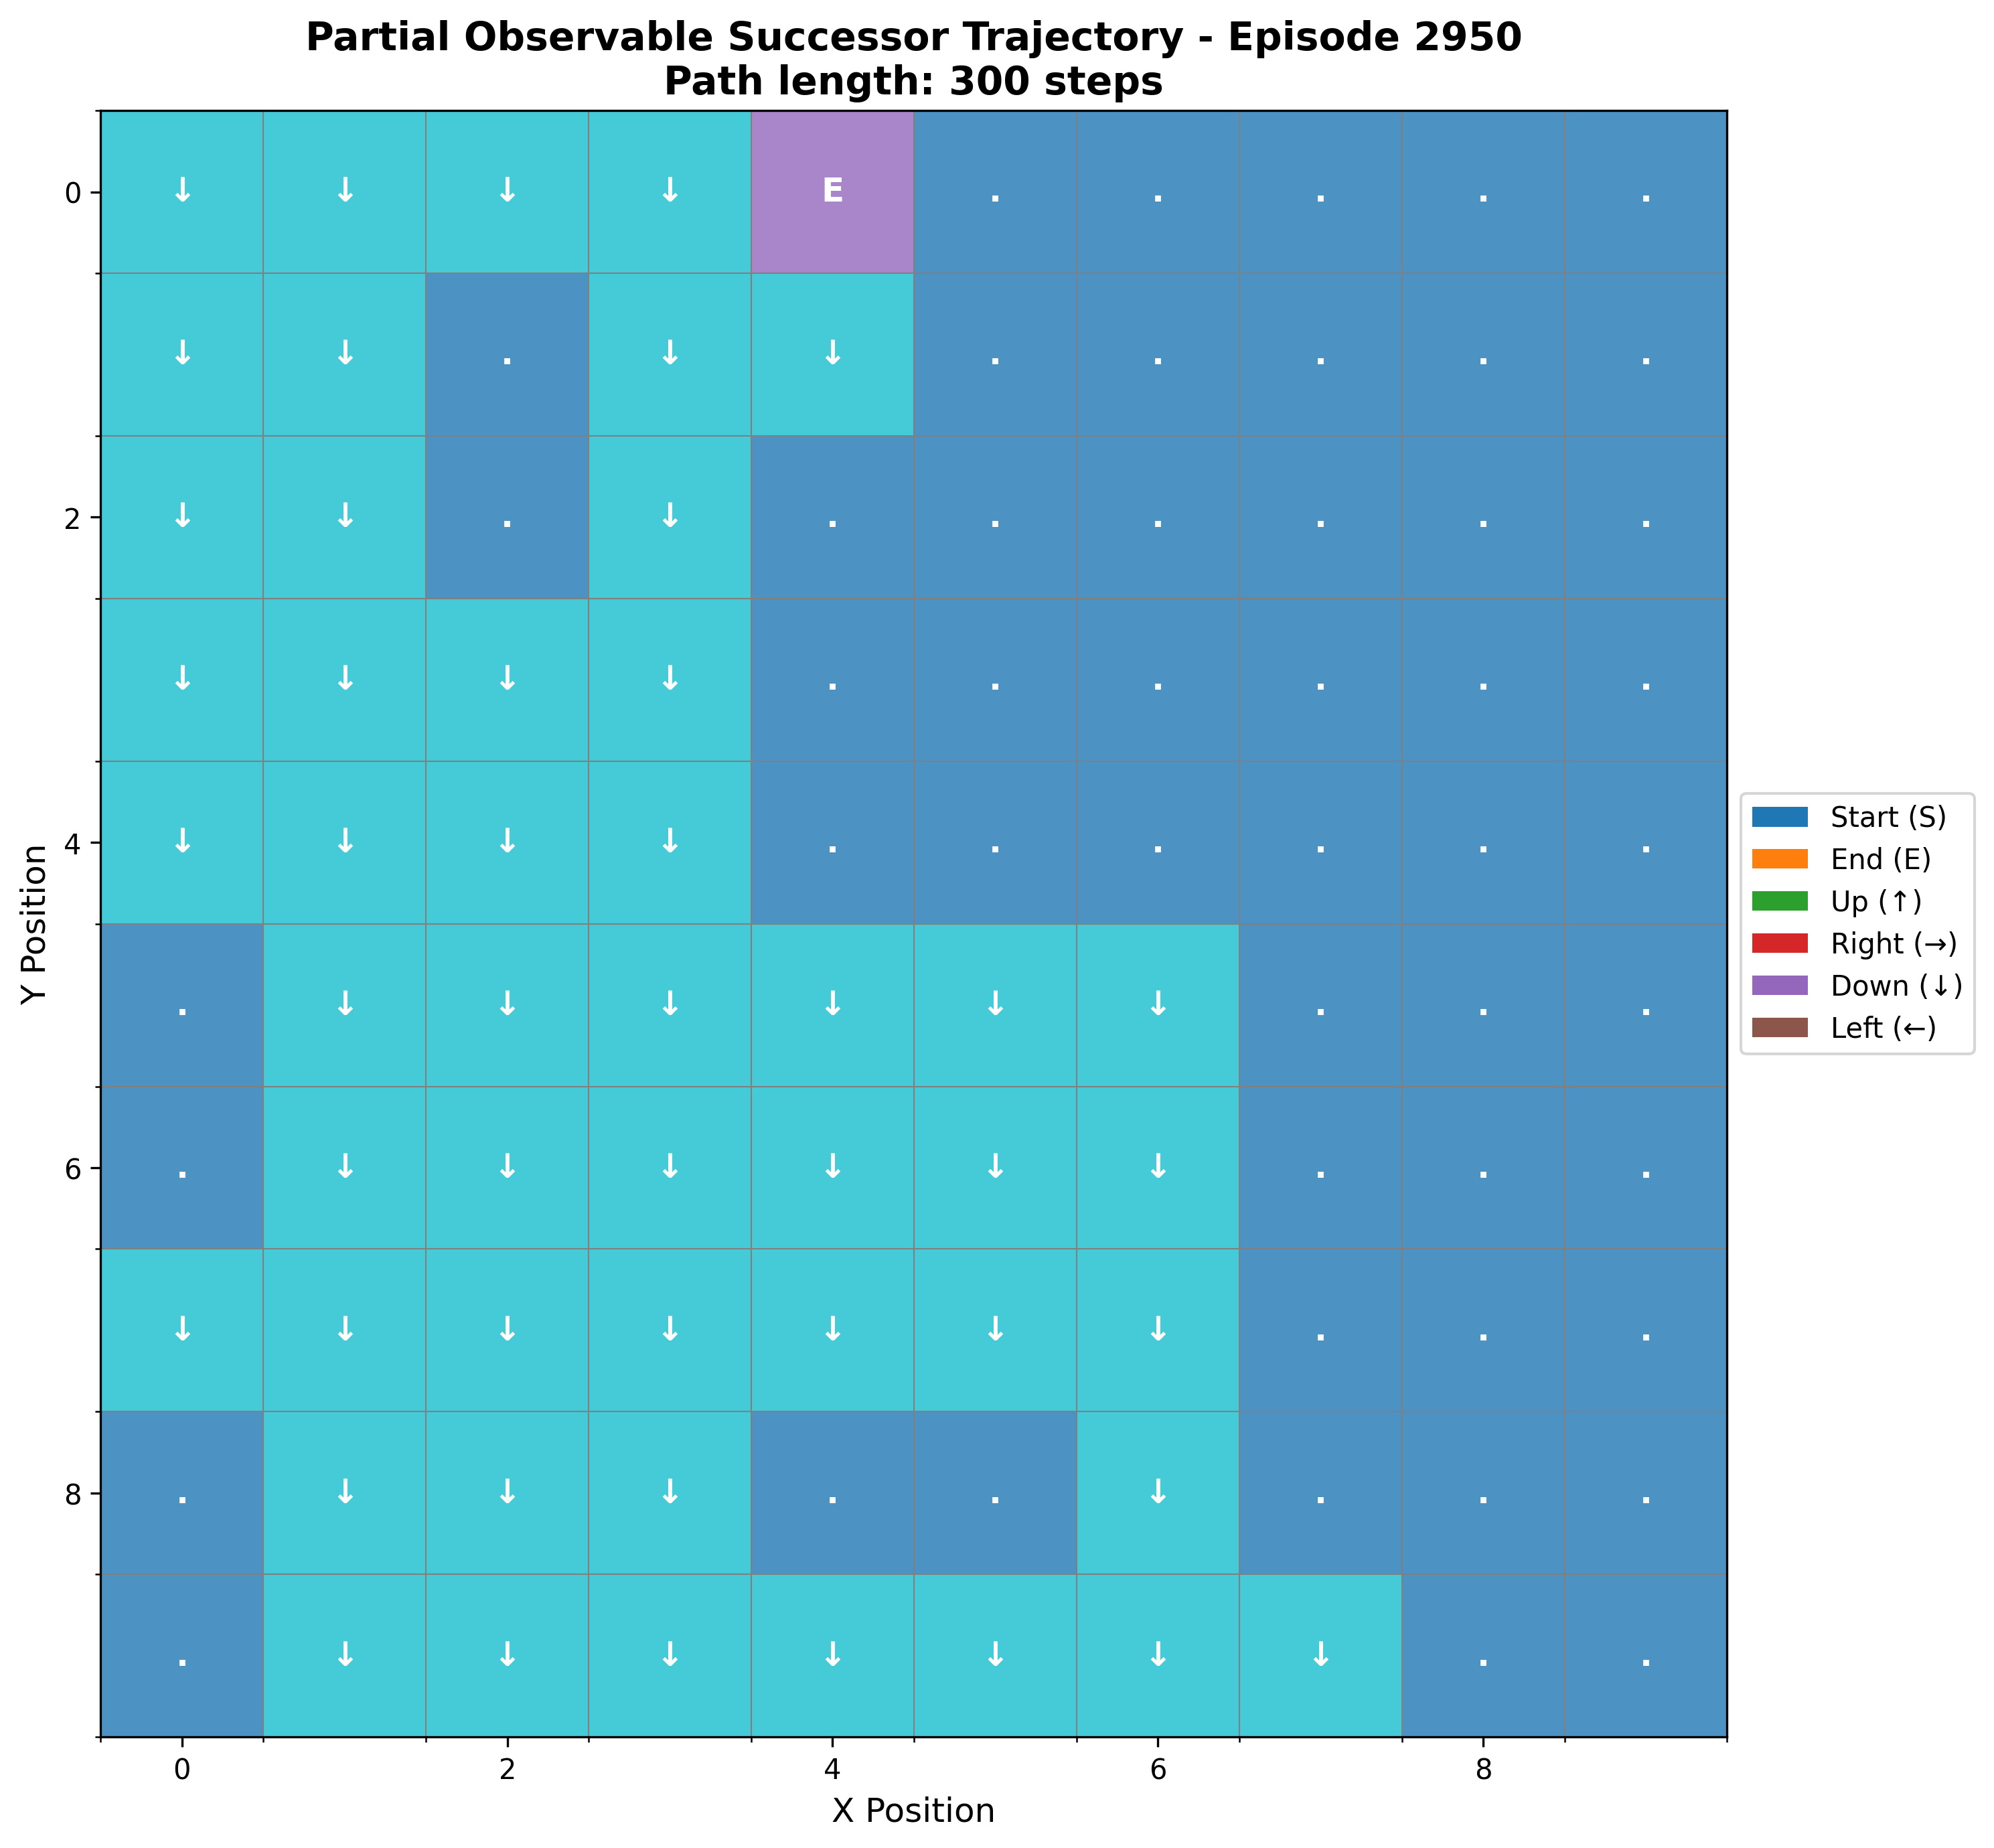 Partial Observable Successor Trajectory - Episode 2950
Path length: 300 steps
0 ↓ ↓ ↓ ↓ E . . . . .
↓ ↓ . ↓ ↓ . . . . .
2 ↓ ↓ . ↓ . . . . . .
↓ ↓ ↓ ↓ . . . . . .
4 ↓ ↓ ↓ ↓ . . . . . .
. ↓ ↓ ↓ ↓ ↓ ↓ . . .
6 . ↓ ↓ ↓ ↓ ↓ ↓ . . .
↓ ↓ ↓ ↓ ↓ ↓ ↓ . . .
8 . ↓ ↓ ↓ . . ↓ . . .
. ↓ ↓ ↓ ↓ ↓ ↓ ↓ . .
0 2 4 6 8
X Position
Y Position
Start (S)
End (E)
Up (↑)
Right (→)
Down (↓)
Left (←)